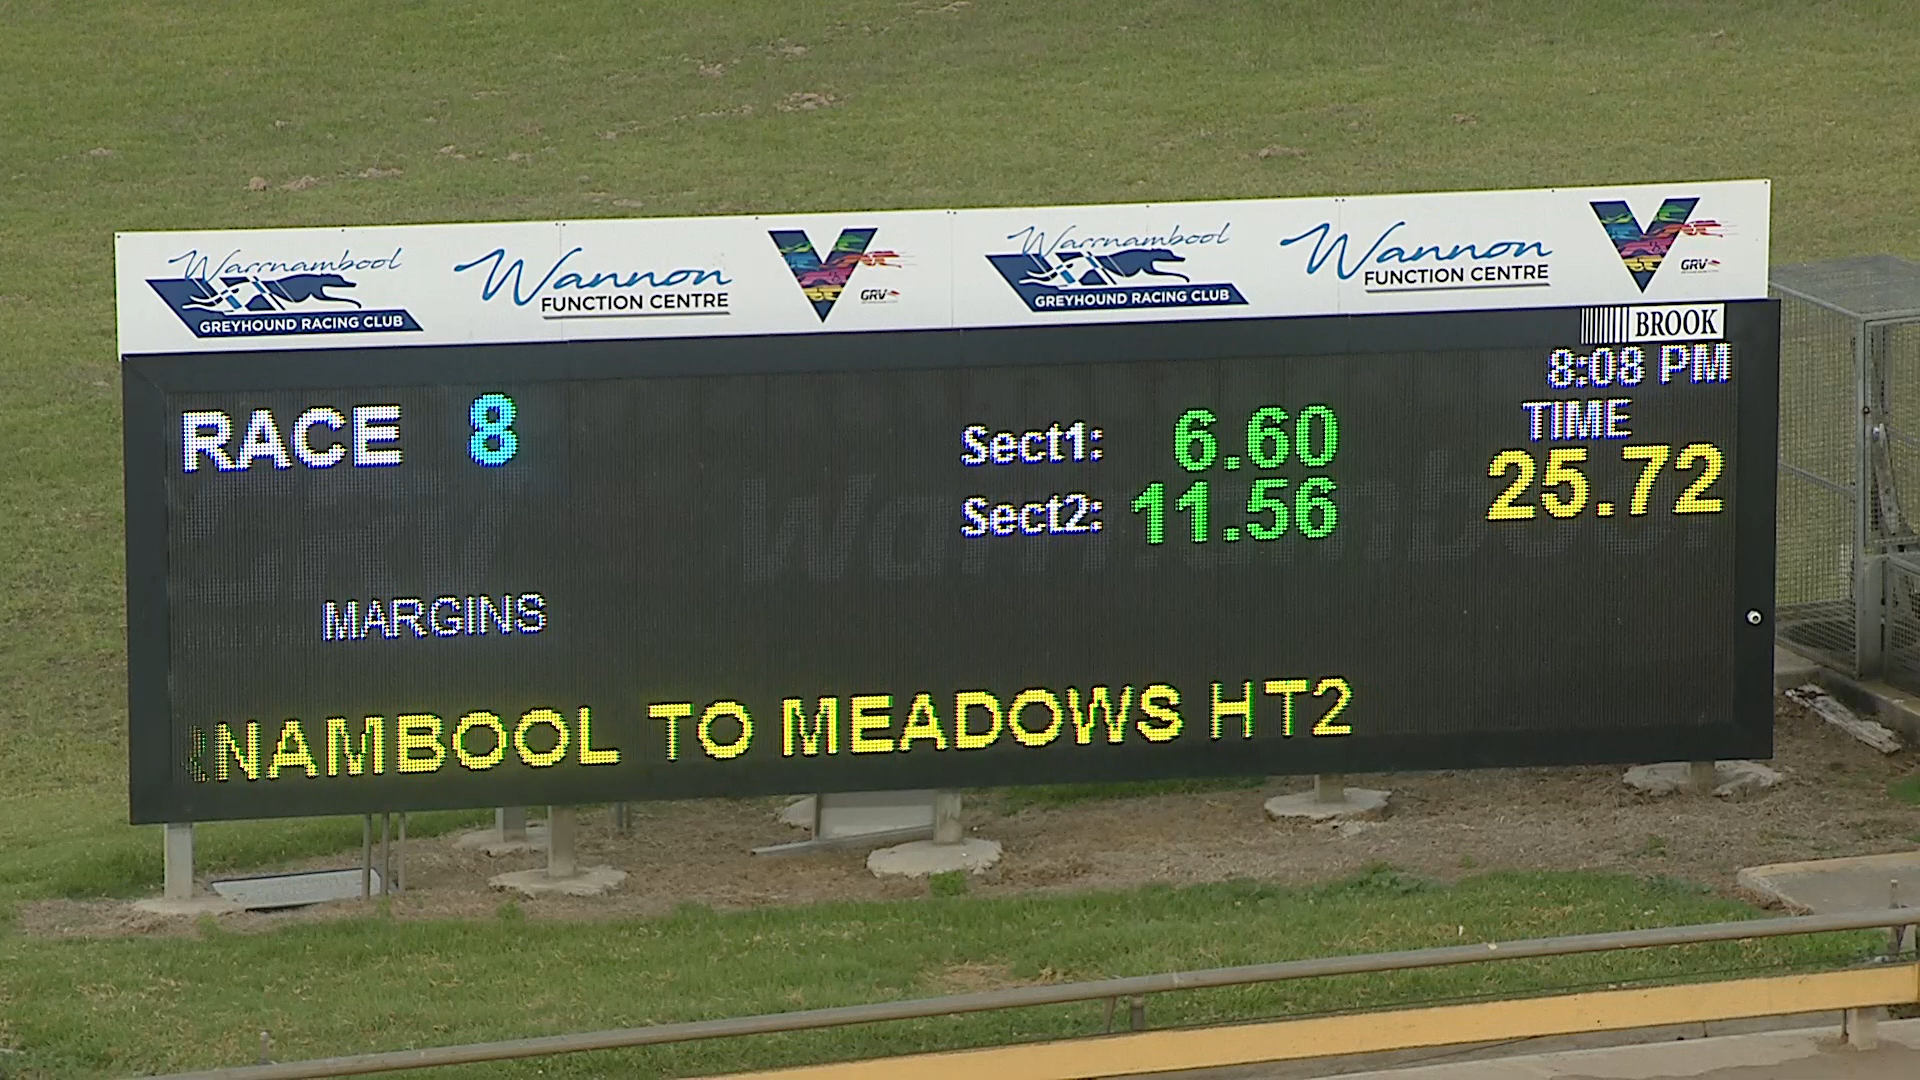 Warrnambool
GREYHOUND RACING CLUB
Wannon
FUNCTION CENTRE
V
GRV
Warrnambool
GREYHOUND RACING CLUB
Wannon
FUNCTION CENTRE
V
GRV
BROOK
8:08 PM
RACE 8
Sect1: 6.60
TIME
25.72
Sect2: 11.56
MARGINS
NAMBOOL TO MEADOWS HT2